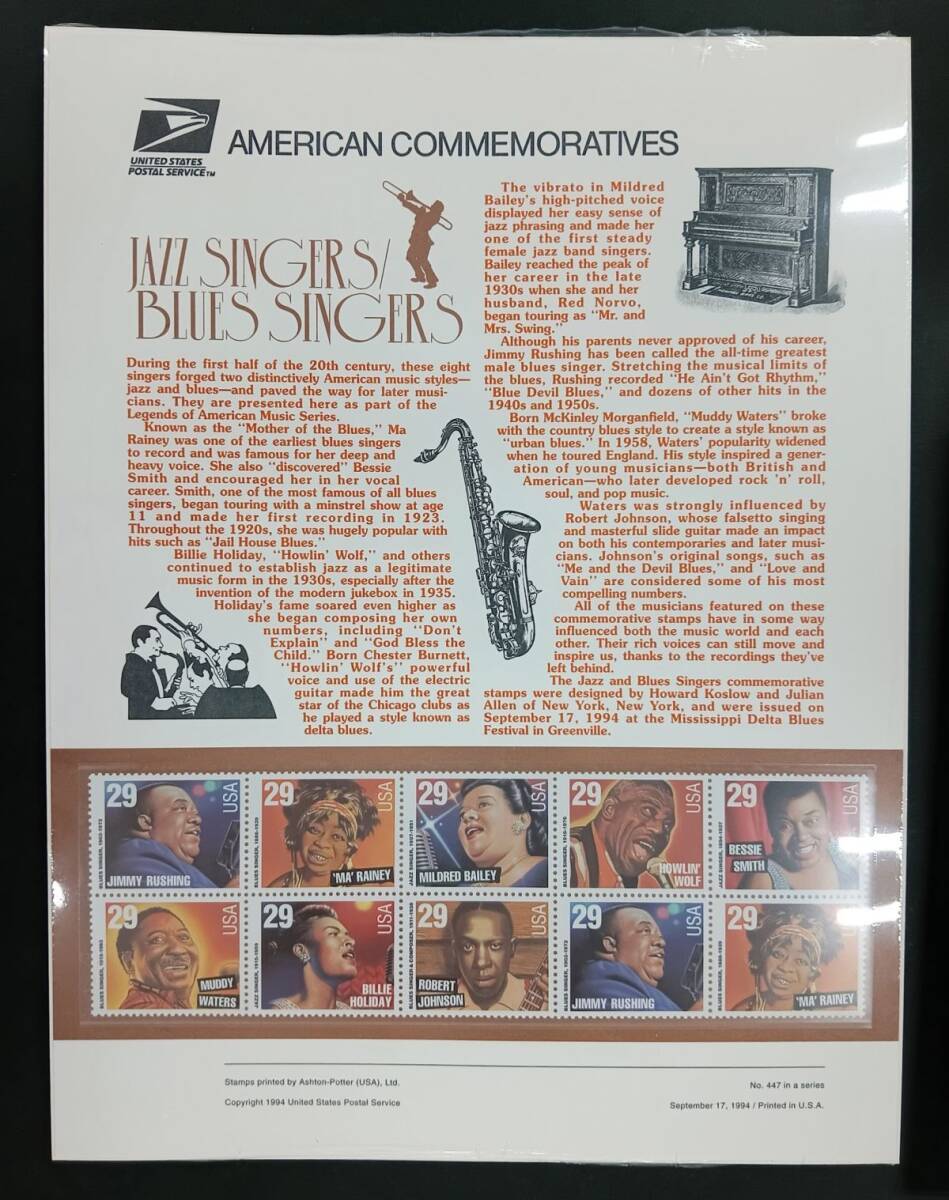 UNITED STATES
POSTAL SERVICE™
AMERICAN COMMEMORATIVES
JAZZ SINGERS/
BLUES SINGERS
During the first half of the 20th century, these eight
singers forged two distinctively American music styles—
jazz and blues—and paved the way for later musi-
cians. They are presented here as part of the
Legends of American Music Series.
Known as the "Mother of the Blues," Ma
Rainey was one of the earliest blues singers
to record and was famous for her deep and
heavy voice. She also "discovered" Bessie
Smith and encouraged her in her vocal
career. Smith, one of the most famous of all blues
singers, began touring with a minstrel show at age
11 and made her first recording in 1923.
Throughout the 1920s, she was hugely popular with
hits such as "Jail House Blues."
Billie Holiday, "Howlin' Wolf," and others
continued to establish jazz as a legitimate
music form in the 1930s, especially after the
invention of the modern jukebox in 1935.
Holiday's fame soared even higher as
she began composing her own
numbers, including "Don't
Explain" and "God Bless the
Child." Born Chester Burnett,
"Howlin' Wolf's" powerful
voice and use of the electric
guitar made him the great
star of the Chicago clubs as
he played a style known as
delta blues.
The vibrato in Mildred
Bailey's high-pitched voice
displayed her easy sense of
jazz phrasing and made her
one of the first steady
female jazz band singers.
Bailey reached the peak of
her career in the late
1930s when she and her
husband, Red Norvo,
began touring as "Mr. and
Mrs. Swing."
Although his parents never approved of his career,
Jimmy Rushing has been called the all-time greatest
male blues singer. Stretching the musical limits of
the blues, Rushing recorded "He Ain't Got Rhythm,"
"Blue Devil Blues," and dozens of other hits in the
1940s and 1950s.
Born McKinley Morganfield, "Muddy Waters" broke
with the country blues style to create a style known as
"urban blues." In 1958, Waters' popularity widened
when he toured England. His style inspired a gener-
ation of young musicians—both British and
American—who later developed rock 'n' roll,
soul, and pop music.
Waters was strongly influenced by
Robert Johnson, whose falsetto singing
and masterful slide guitar made an impact
on both his contemporaries and later musi-
cians. Johnson's original songs, such as
"Me and the Devil Blues," and "Love and
Vain" are considered some of his most
compelling numbers.
All of the musicians featured on these
commemorative stamps have in some way
influenced both the music world and each
other. Their rich voices can still move and
inspire us, thanks to the recordings they've
left behind.
The Jazz and Blues Singers commemorative
stamps were designed by Howard Koslow and Julian
Allen of New York, New York, and were issued on
September 17, 1994 at the Mississippi Delta Blues
Festival in Greenville.
29 USA
JIMMY RUSHING
29 USA
'MA' RAINEY
29 USA
MILDRED BAILEY
29 USA
HOWLIN'
WOLF
29 USA
BESSIE
SMITH
29 USA
MUDDY
WATERS
29 USA
BILLIE
HOLIDAY
29 USA
ROBERT
JOHNSON
29 USA
JIMMY RUSHING
29 USA
'MA' RAINEY
Stamps printed by Ashton-Potter (USA), Ltd.
Copyright 1994 United States Postal Service
No. 447 in a series
September 17, 1994 / Printed in U.S.A.